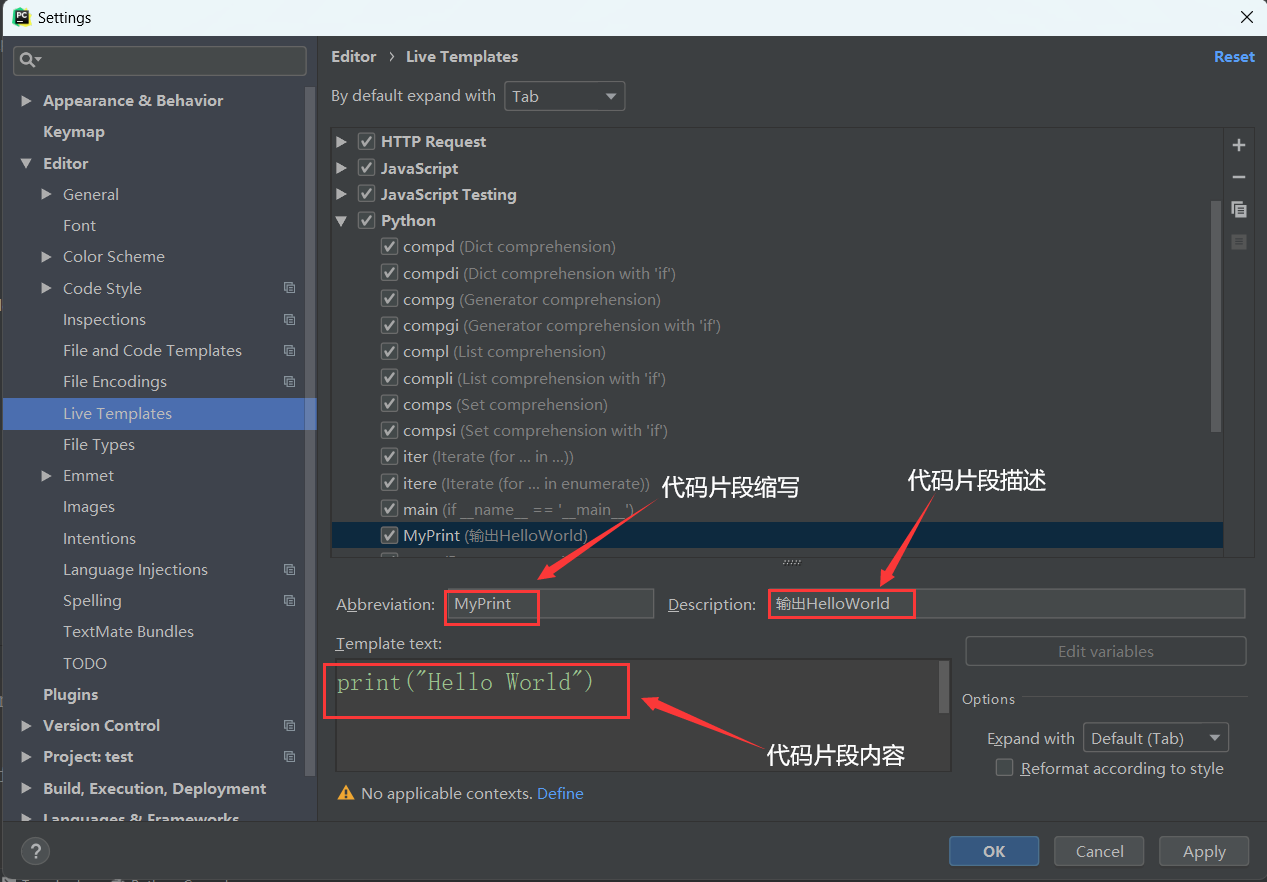 Settings
Editor › Live Templates
Reset
By default expand with Tab
Appearance & Behavior
Keymap
Editor
General
Font
Color Scheme
Code Style
Inspections
File and Code Templates
File Encodings
Live Templates
File Types
Emmet
Images
Intentions
Language Injections
Spelling
TextMate Bundles
TODO
Plugins
Version Control
Project: test
Build, Execution, Deployment
Languages & Frameworks
HTTP Request
JavaScript
JavaScript Testing
Python
compd (Dict comprehension)
compdi (Dict comprehension with 'if')
compg (Generator comprehension)
compgi (Generator comprehension with 'if')
compl (List comprehension)
compli (List comprehension with 'if')
comps (Set comprehension)
compsi (Set comprehension with 'if')
iter (Iterate (for ... in ...))
itere (Iterate (for ... in enumerate))
main (if __name__ == '__main__')
MyPrint (输出HelloWorld)
代码片段缩写
代码片段描述
Abbreviation: MyPrint
Description: 输出HelloWorld
Template text:
print("Hello World")
代码片段内容
Edit variables
Options
Expand with Default (Tab)
Reformat according to style
No applicable contexts. Define
?
OK
Cancel
Apply